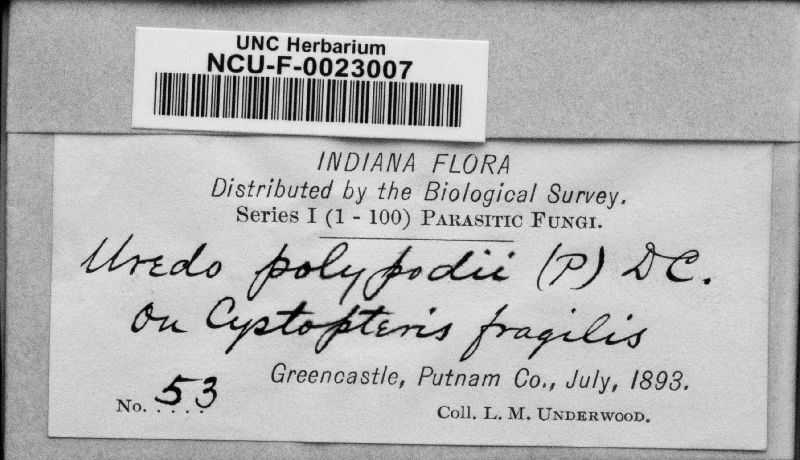 UNC Herbarium
NCU-F-0023007
INDIANA FLORA
Distributed by the Biological Survey.
Series I (1 - 100) PARASITIC FUNGI.
Uredo polypodii (P) DC.
On Cystopteris fragilis
Greencastle, Putnam Co., July, 1893.
No. 53
Coll. L. M. UNDERWOOD.